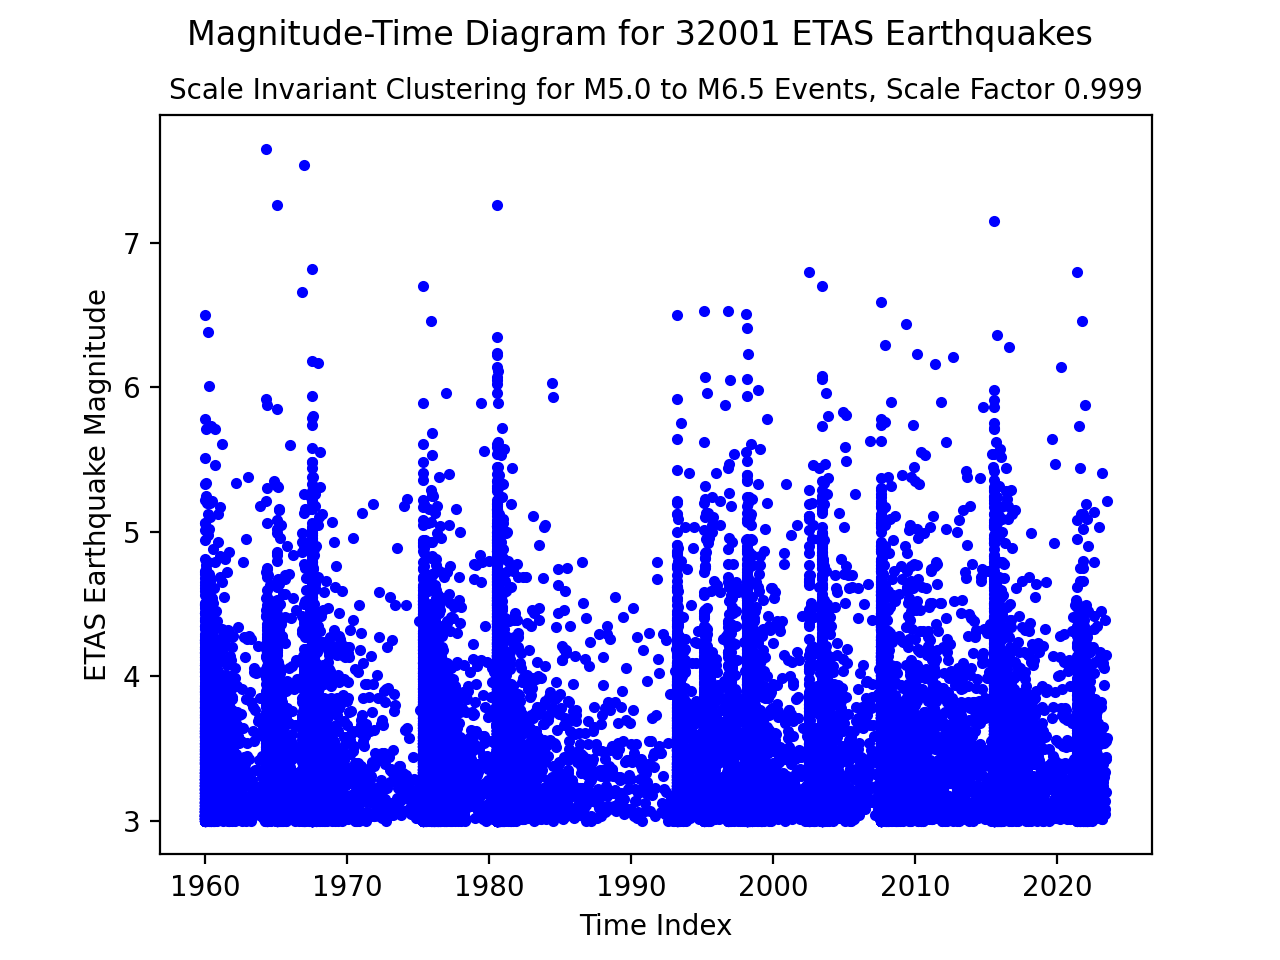 Magnitude-Time Diagram for 32001 ETAS Earthquakes
Scale Invariant Clustering for M5.0 to M6.5 Events, Scale Factor 0.999
ETAS Earthquake Magnitude
7
6
5
4
3
1960 1970 1980 1990 2000 2010 2020
Time Index